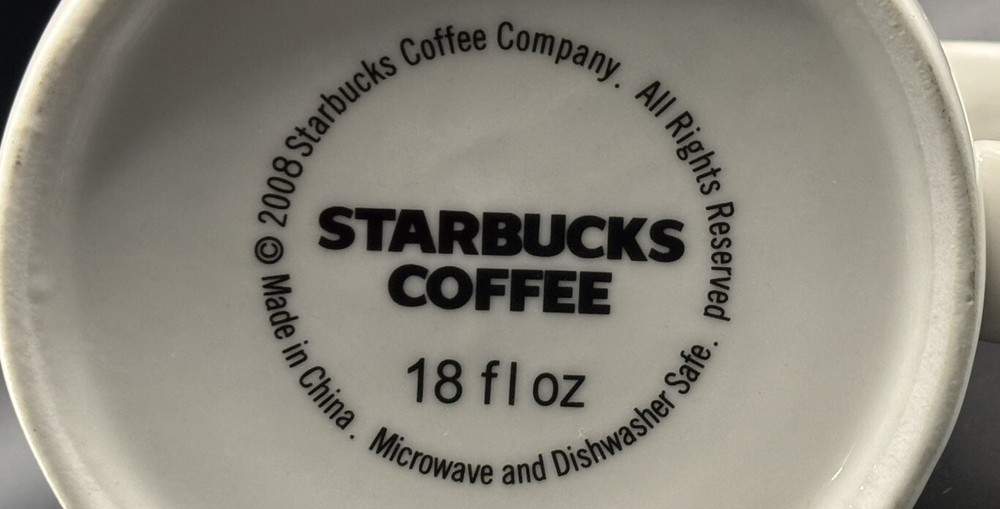 © 2008 Starbucks Coffee Company. All Rights Reserved
STARBUCKS
COFFEE
18 fl oz
Made in China. Microwave and Dishwasher Safe.